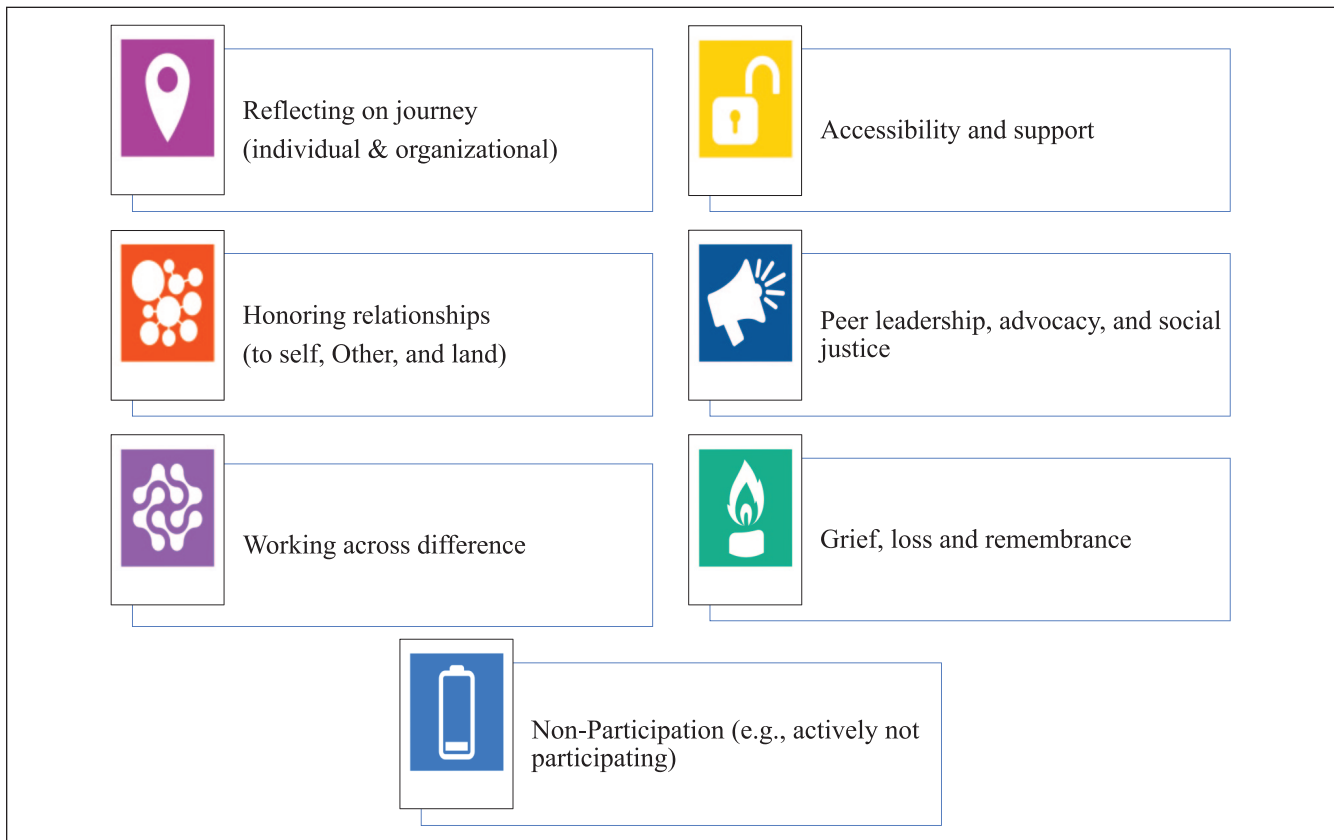 Reflecting on journey
(individual & organizational)
Accessibility and support
Honoring relationships
(to self, Other, and land)
Peer leadership, advocacy, and social
justice
Working across difference
Grief, loss and remembrance
Non-Participation (e.g., actively not
participating)